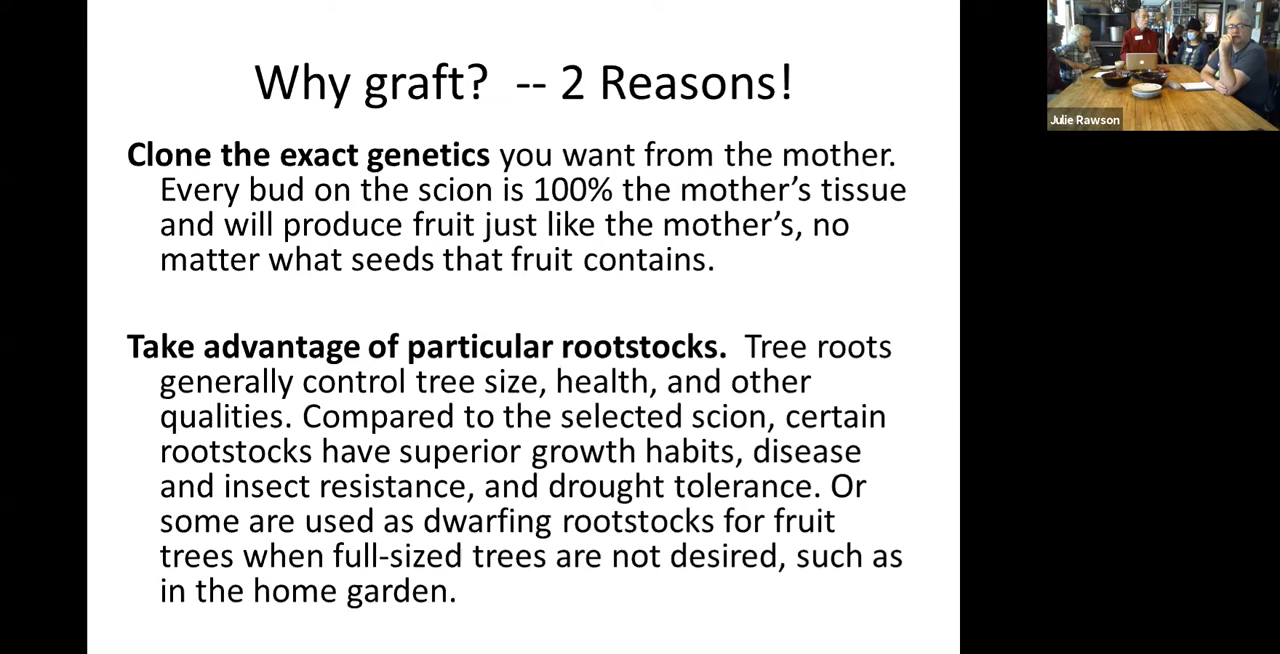 Why graft?  -- 2 Reasons!
Clone the exact genetics you want from the mother.
Every bud on the scion is 100% the mother’s tissue
and will produce fruit just like the mother’s, no
matter what seeds that fruit contains.
Take advantage of particular rootstocks.  Tree roots
generally control tree size, health, and other
qualities. Compared to the selected scion, certain
rootstocks have superior growth habits, disease
and insect resistance, and drought tolerance. Or
some are used as dwarfing rootstocks for fruit
trees when full-sized trees are not desired, such as
in the home garden.
Julie Rawson